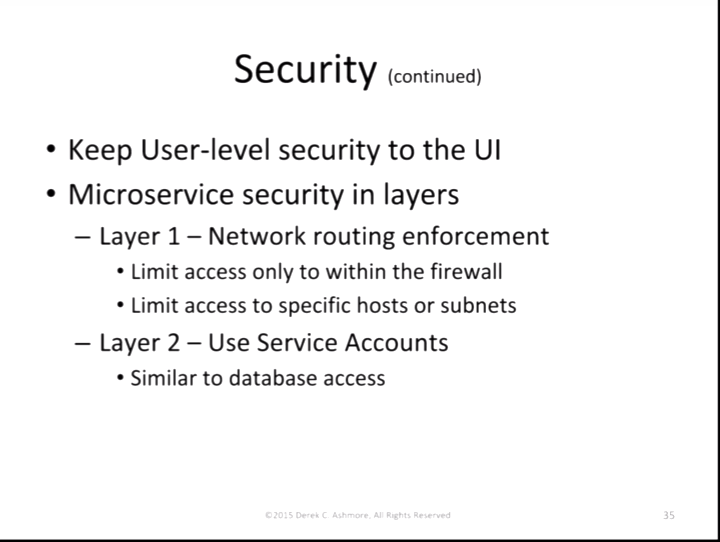 Security (continued)
• Keep User-level security to the UI
• Microservice security in layers
– Layer 1 – Network routing enforcement
• Limit access only to within the firewall
• Limit access to specific hosts or subnets
– Layer 2 – Use Service Accounts
• Similar to database access
©2015 Derek C. Ashmore, All Rights Reserved
35